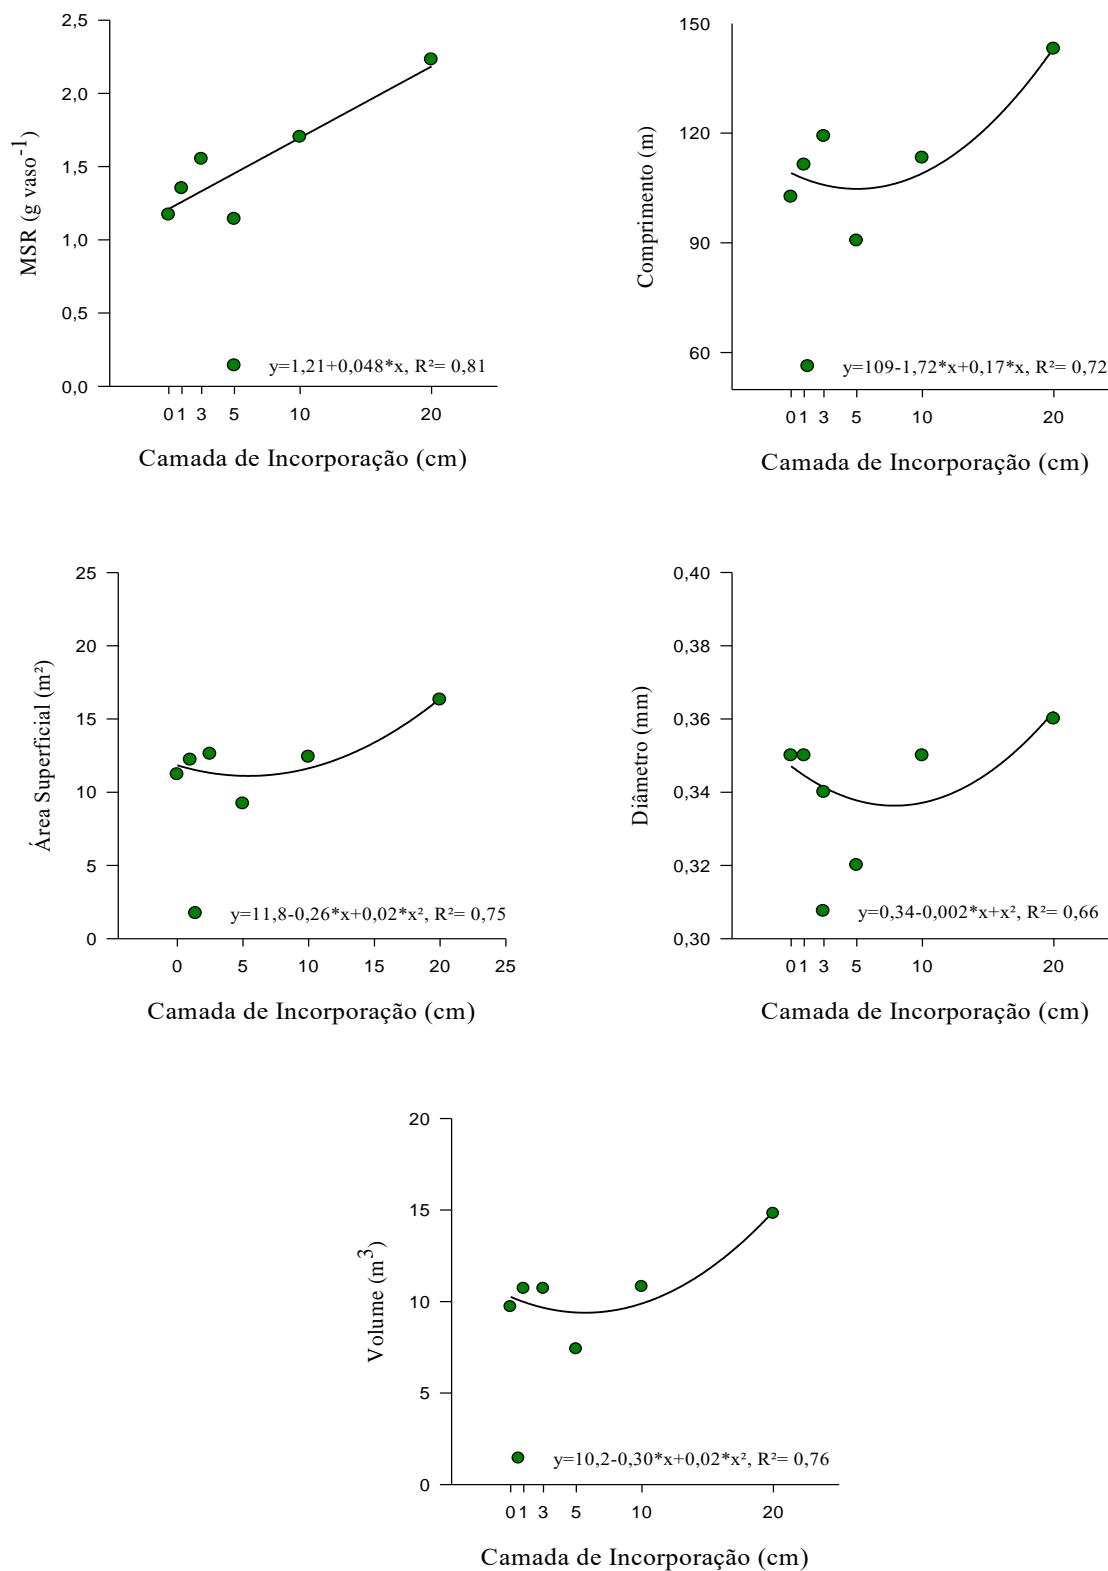 2,5
2,0
1,5
1,0
0,5
0,0
MSR (g vaso-1)
y=1,21+0,048*x, R²= 0,81
0 1 3 5 10 20
Camada de Incorporação (cm)
150
120
90
60
Comprimento (m)
y=109-1,72*x+0,17*x, R²= 0,72
0 1 3 5 10 20
Camada de Incorporação (cm)
25
20
15
10
5
0
Área Superficial (m²)
y=11,8-0,26*x+0,02*x², R²= 0,75
0 5 10 15 20 25
Camada de Incorporação (cm)
0,40
0,38
0,36
0,34
0,32
0,30
Diâmetro (mm)
y=0,34-0,002*x+x², R²= 0,66
0 1 3 5 10 20
Camada de Incorporação (cm)
20
15
10
5
0
Volume (m3)
y=10,2-0,30*x+0,02*x², R²= 0,76
0 1 3 5 10 20
Camada de Incorporação (cm)